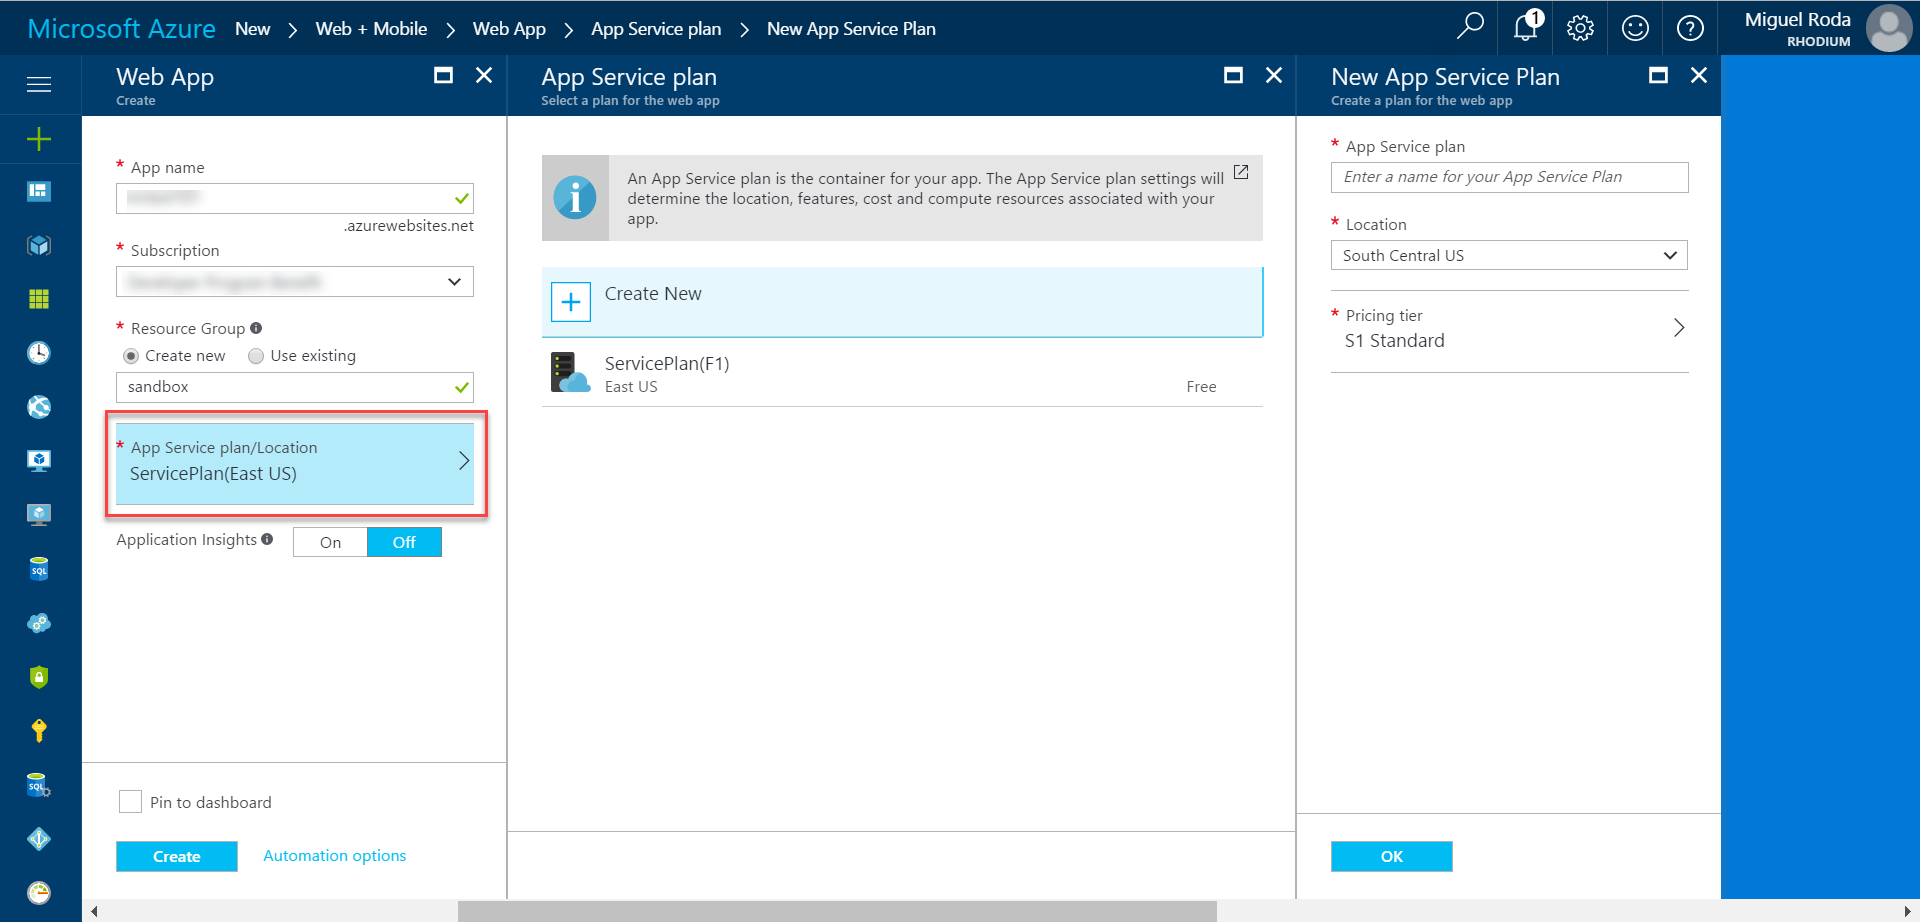 Microsoft Azure New Web + Mobile Web App App Service plan New App Service Plan
1
Miguel Roda
RHODIUM
Web App
Create
* App name
.azurewebsites.net
* Subscription
* Resource Group
Create new Use existing
sandbox
* App Service plan/Location
ServicePlan(East US)
Application Insights On Off
Pin to dashboard
Create Automation options
App Service plan
Select a plan for the web app
An App Service plan is the container for your app. The App Service plan settings will
determine the location, features, cost and compute resources associated with your
app.
Create New
ServicePlan(F1)
East US Free
New App Service Plan
Create a plan for the web app
* App Service plan
Enter a name for your App Service Plan
* Location
South Central US
* Pricing tier
S1 Standard
OK
SQL
SQL